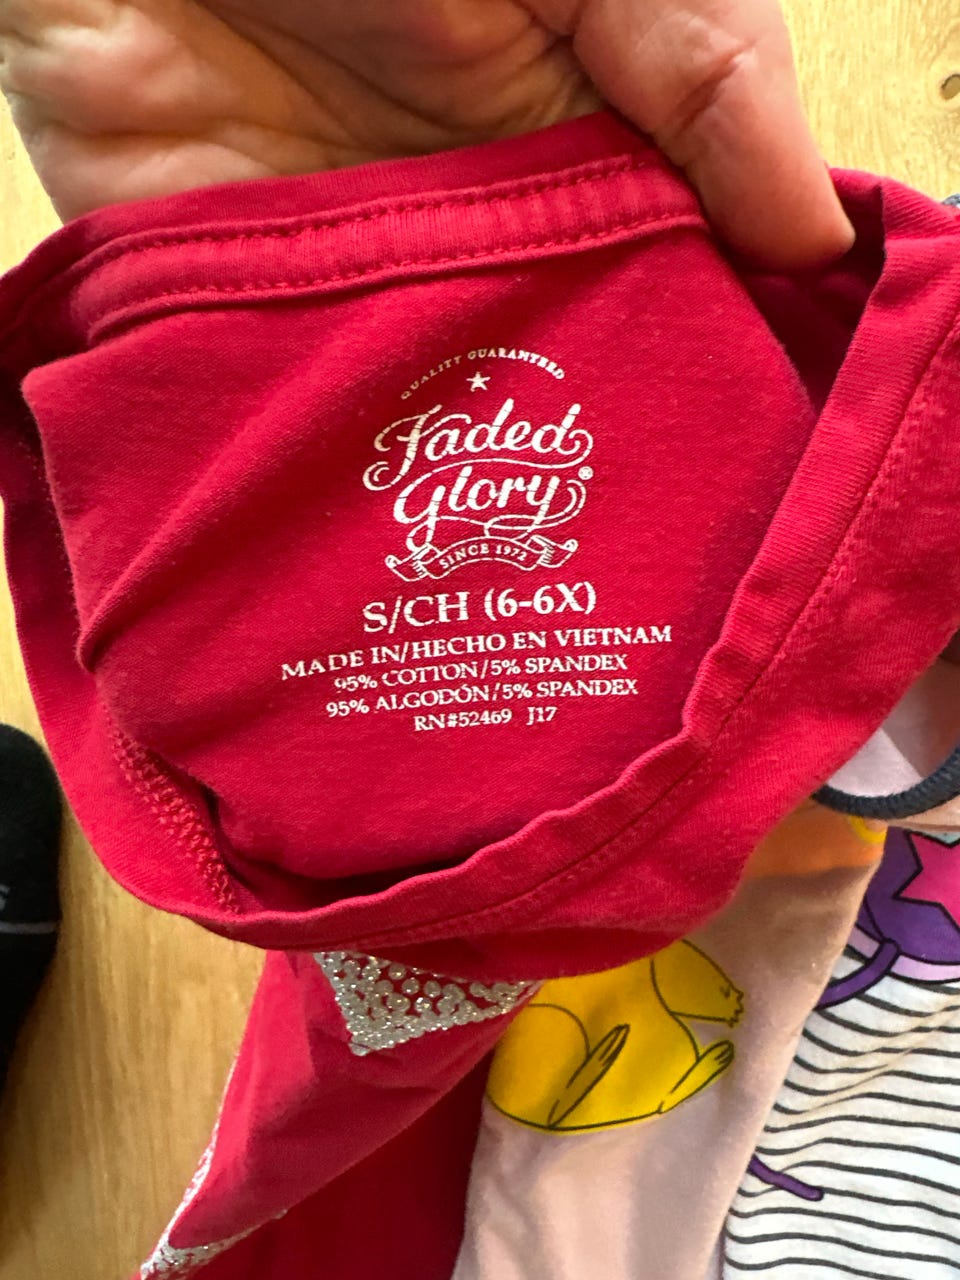 QUALITY GUARANTEED
Faded
Glory®
SINCE 1972
S/CH (6-6X)
MADE IN/HECHO EN VIETNAM
95% COTTON/5% SPANDEX
95% ALGODÓN/5% SPANDEX
RN#52469 J17